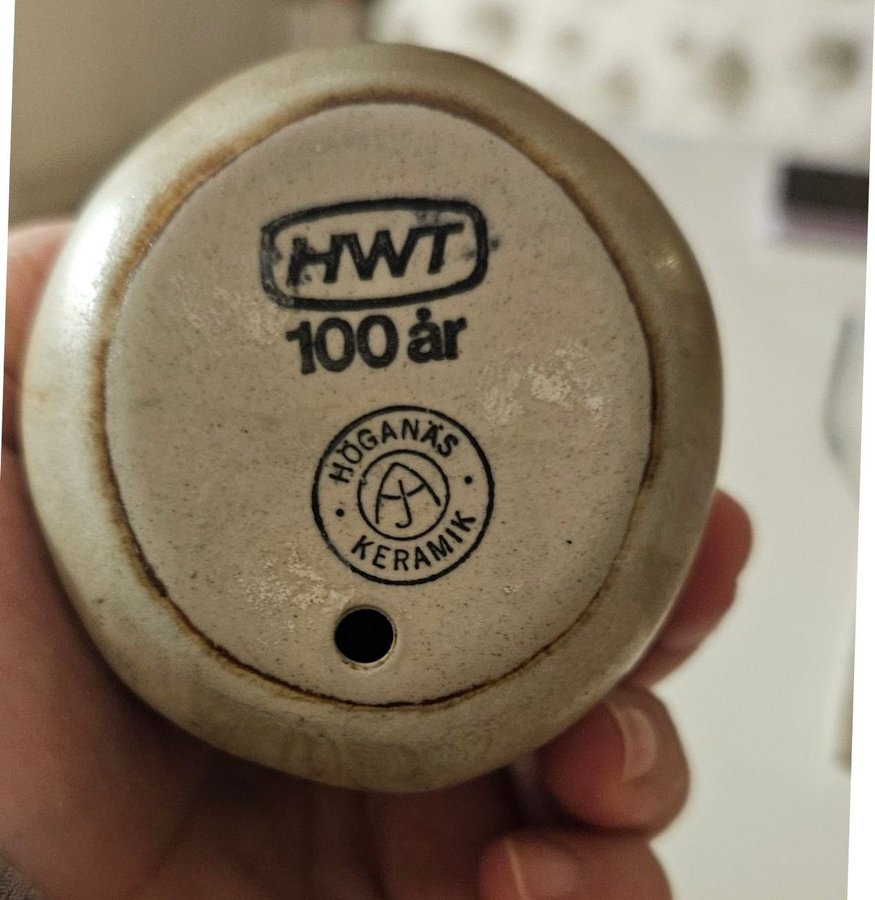 HWT
100 år
HÖGANÄS
KERAMIK